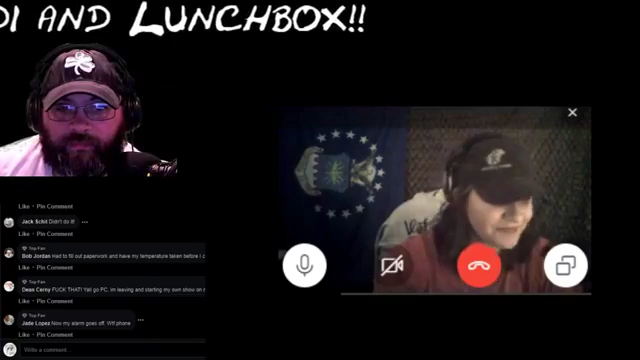 DI AND LUNCHBOX!!
Like • Pin Comment
Jack Schit Didn't do it!
Like • Pin Comment
Top Fan
Bob Jordan Had to fill out paperwork and have my temperature taken before I c
Like • Pin Comment
Top Fan
Dean Cerny FUCK THAT! Yall go PC, im leaving and starting my own show on
Like • Pin Comment
Top Fan
Jade Lopez Now my alarm goes off. Wtf phone
Like • Pin Comment
Write a comment...